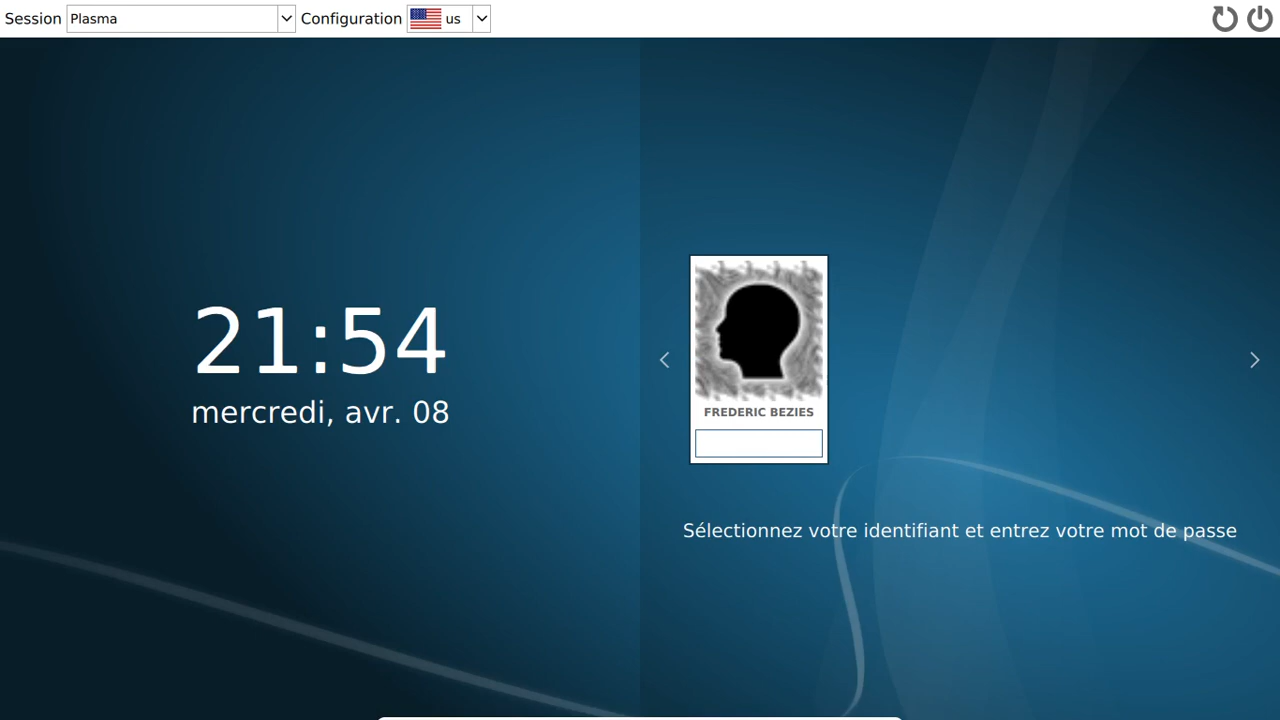 Session Plasma Configuration us
21:54
mercredi, avr. 08
FREDERIC BEZIES
Sélectionnez votre identifiant et entrez votre mot de passe